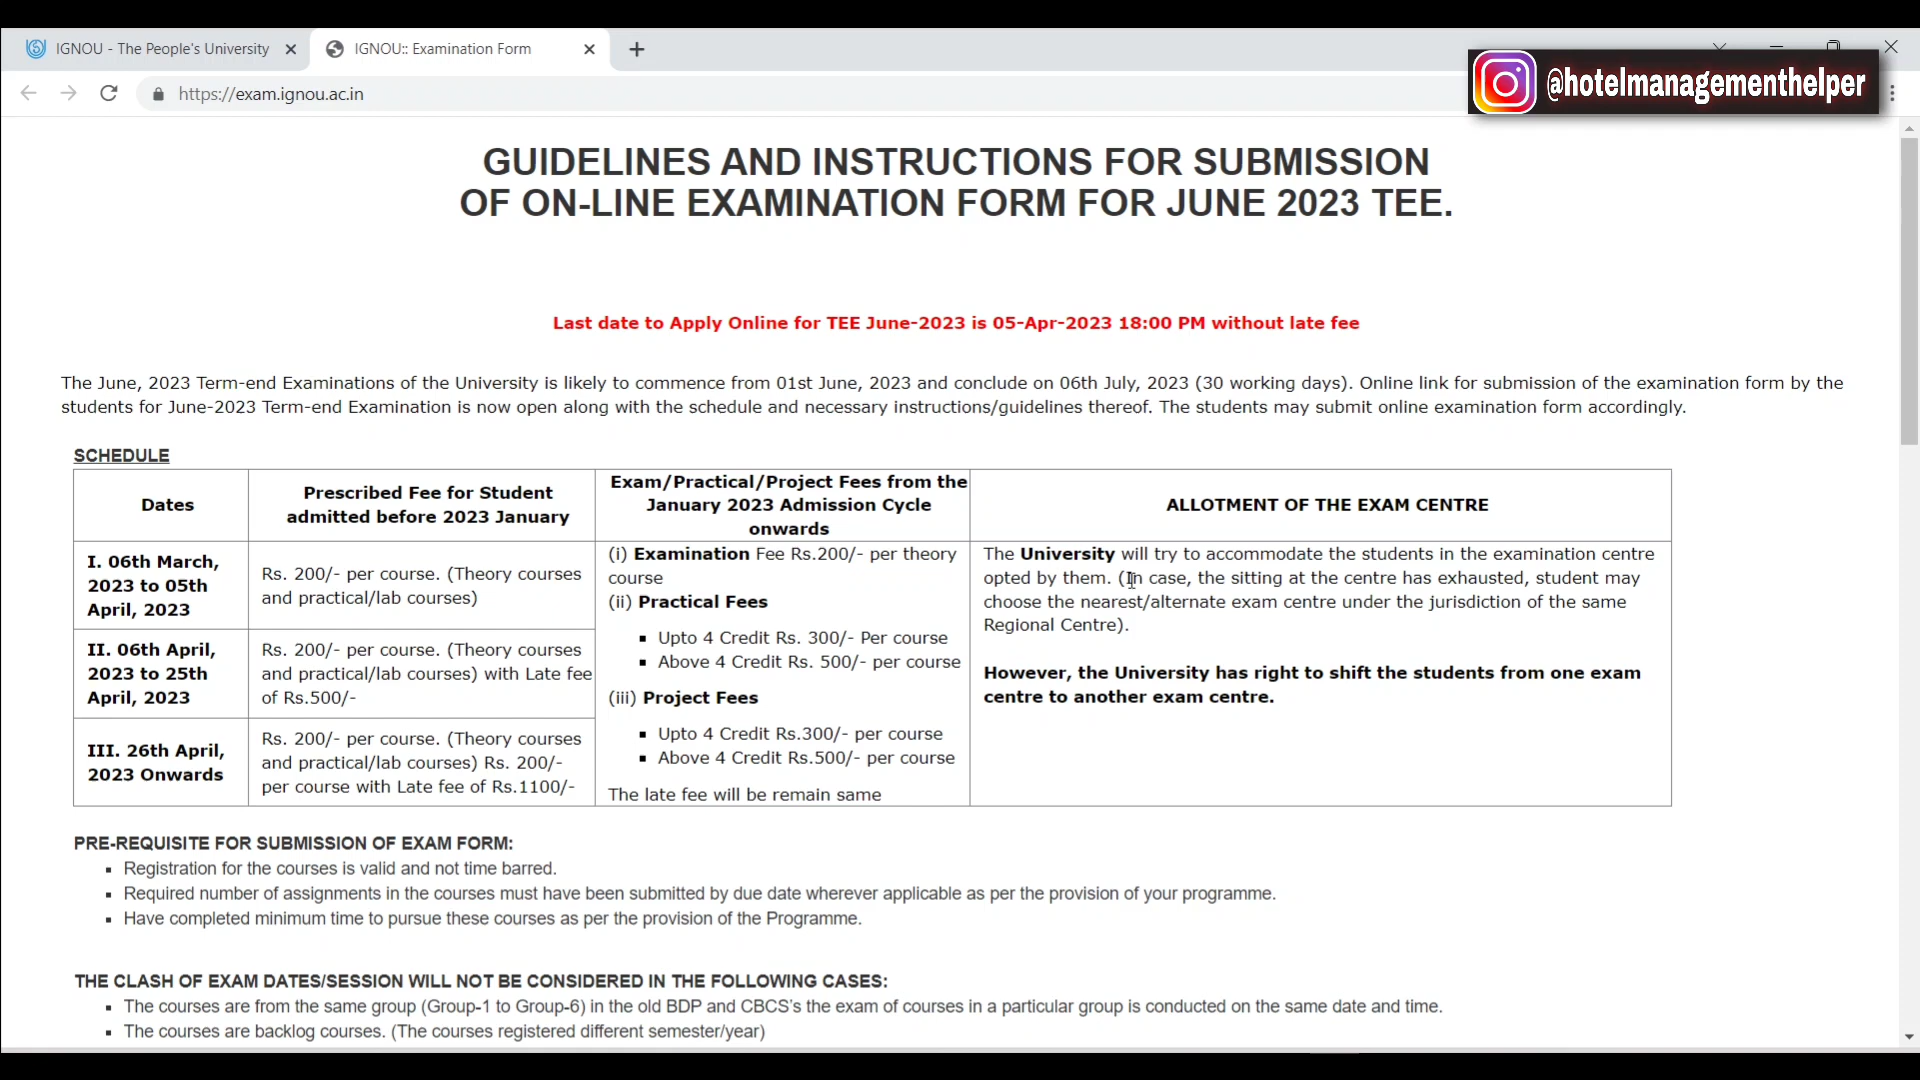 IGNOU - The People's University
IGNOU:: Examination Form
https://exam.ignou.ac.in
@hotelmanagementhelper
GUIDELINES AND INSTRUCTIONS FOR SUBMISSION
OF ON-LINE EXAMINATION FORM FOR JUNE 2023 TEE.
Last date to Apply Online for TEE June-2023 is 05-Apr-2023 18:00 PM without late fee
The June, 2023 Term-end Examinations of the University is likely to commence from 01st June, 2023 and conclude on 06th July, 2023 (30 working days). Online link for submission of the examination form by the
students for June-2023 Term-end Examination is now open along with the schedule and necessary instructions/guidelines thereof. The students may submit online examination form accordingly.
SCHEDULE
Dates
Prescribed Fee for Student
admitted before 2023 January
Exam/Practical/Project Fees from the
January 2023 Admission Cycle
onwards
ALLOTMENT OF THE EXAM CENTRE
I. 06th March,
2023 to 05th
April, 2023
Rs. 200/- per course. (Theory courses
and practical/lab courses)
II. 06th April,
2023 to 25th
April, 2023
Rs. 200/- per course. (Theory courses
and practical/lab courses) with Late fee
of Rs.500/-
III. 26th April,
2023 Onwards
Rs. 200/- per course. (Theory courses
and practical/lab courses) Rs. 200/-
per course with Late fee of Rs.1100/-
(i) Examination Fee Rs.200/- per theory
course
(ii) Practical Fees
▪ Upto 4 Credit Rs. 300/- Per course
▪ Above 4 Credit Rs. 500/- per course
(iii) Project Fees
▪ Upto 4 Credit Rs.300/- per course
▪ Above 4 Credit Rs.500/- per course
The late fee will be remain same
The University will try to accommodate the students in the examination centre
opted by them. (In case, the sitting at the centre has exhausted, student may
choose the nearest/alternate exam centre under the jurisdiction of the same
Regional Centre).
However, the University has right to shift the students from one exam
centre to another exam centre.
PRE-REQUISITE FOR SUBMISSION OF EXAM FORM:
▪ Registration for the courses is valid and not time barred.
▪ Required number of assignments in the courses must have been submitted by due date wherever applicable as per the provision of your programme.
▪ Have completed minimum time to pursue these courses as per the provision of the Programme.
THE CLASH OF EXAM DATES/SESSION WILL NOT BE CONSIDERED IN THE FOLLOWING CASES:
▪ The courses are from the same group (Group-1 to Group-6) in the old BDP and CBCS's the exam of courses in a particular group is conducted on the same date and time.
▪ The courses are backlog courses. (The courses registered different semester/year)